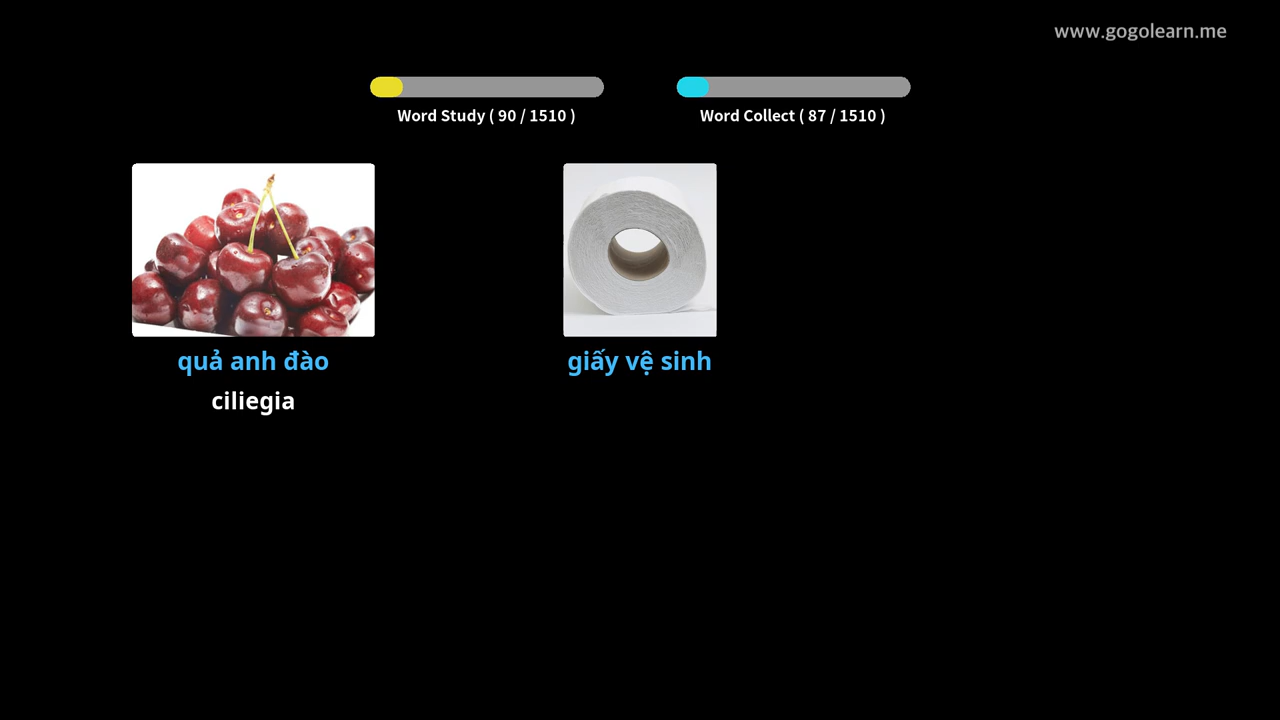 www.gogolearn.me
Word Study ( 90 / 1510 )
Word Collect ( 87 / 1510 )
quả anh đào
ciliegia
giấy vệ sinh